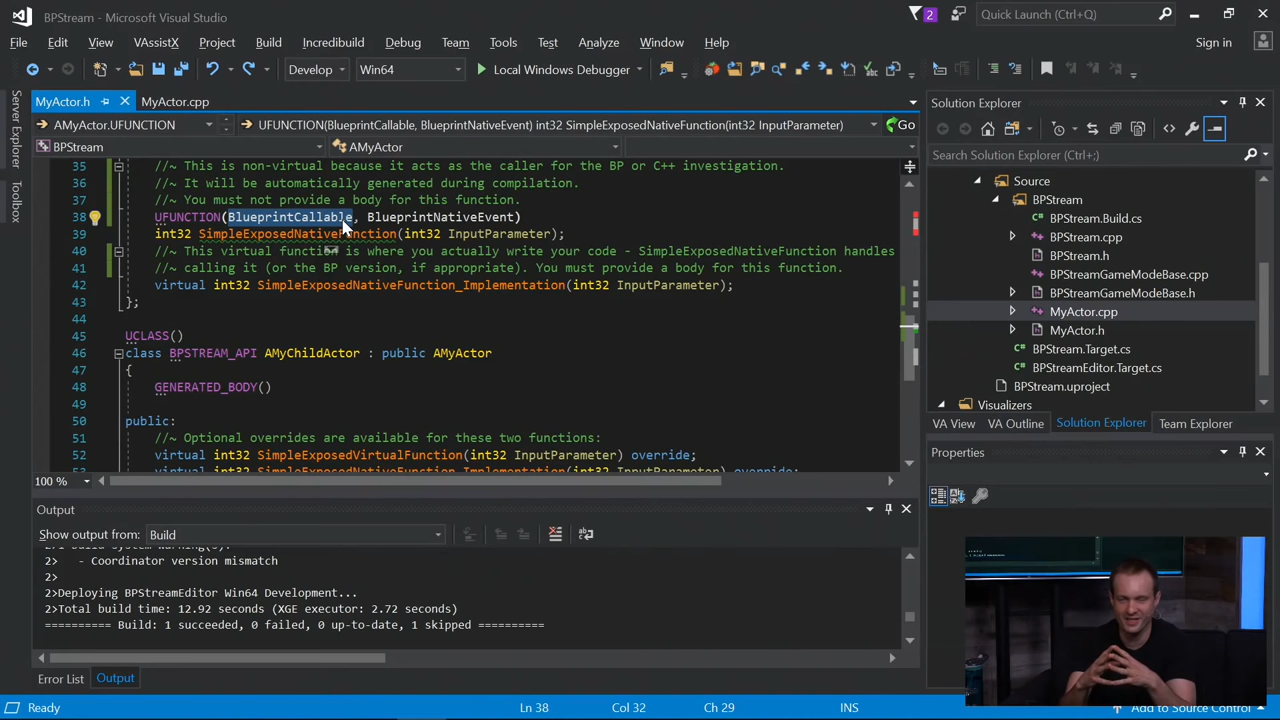 BPStream - Microsoft Visual Studio
2
Quick Launch (Ctrl+Q)
File Edit View VAssistX Project Build Incredibuild Debug Team Tools Test Analyze Window Help
Sign in
Develop Win64 Local Windows Debugger
Server Explorer
Toolbox
MyActor.h MyActor.cpp
AMyActor.UFUNCTION UFUNCTION(BlueprintCallable, BlueprintNativeEvent) int32 SimpleExposedNativeFunction(int32 InputParameter) Go
BPStream AMyActor
35 //~ This is non-virtual because it acts as the caller for the BP or C++ investigation.
36 //~ It will be automatically generated during compilation.
37 //~ You must not provide a body for this function.
38 UFUNCTION(BlueprintCallable, BlueprintNativeEvent)
39 int32 SimpleExposedNativeFunction(int32 InputParameter);
40 //~ This virtual function is where you actually write your code - SimpleExposedNativeFunction handles
41 //~ calling it (or the BP version, if appropriate). You must provide a body for this function.
42 virtual int32 SimpleExposedNativeFunction_Implementation(int32 InputParameter);
43 };
44
45 UCLASS()
46 class BPSTREAM_API AMyChildActor : public AMyActor
47 {
48 GENERATED_BODY()
49
50 public:
51 //~ Optional overrides are available for these two functions:
52 virtual int32 SimpleExposedVirtualFunction(int32 InputParameter) override;
53 virtual int32 SimpleExposedNativeFunction_Implementation(int32 InputParameter) override;
100 %
Output
Show output from: Build
- Coordinator version mismatch
2>
2>Deploying BPStreamEditor Win64 Development...
2>Total build time: 12.92 seconds (XGE executor: 2.72 seconds)
========== Build: 1 succeeded, 0 failed, 0 up-to-date, 1 skipped ==========
Error List Output
Solution Explorer
Search Solution Explorer (Ctrl+;)
Source
BPStream
BPStream.Build.cs
BPStream.cpp
BPStream.h
BPStreamGameModeBase.cpp
BPStreamGameModeBase.h
MyActor.cpp
MyActor.h
BPStream.Target.cs
BPStreamEditor.Target.cs
BPStream.uproject
Visualizers
VA View VA Outline Solution Explorer Team Explorer
Properties
Ready Ln 38 Col 32 Ch 29 INS Add to Source Control